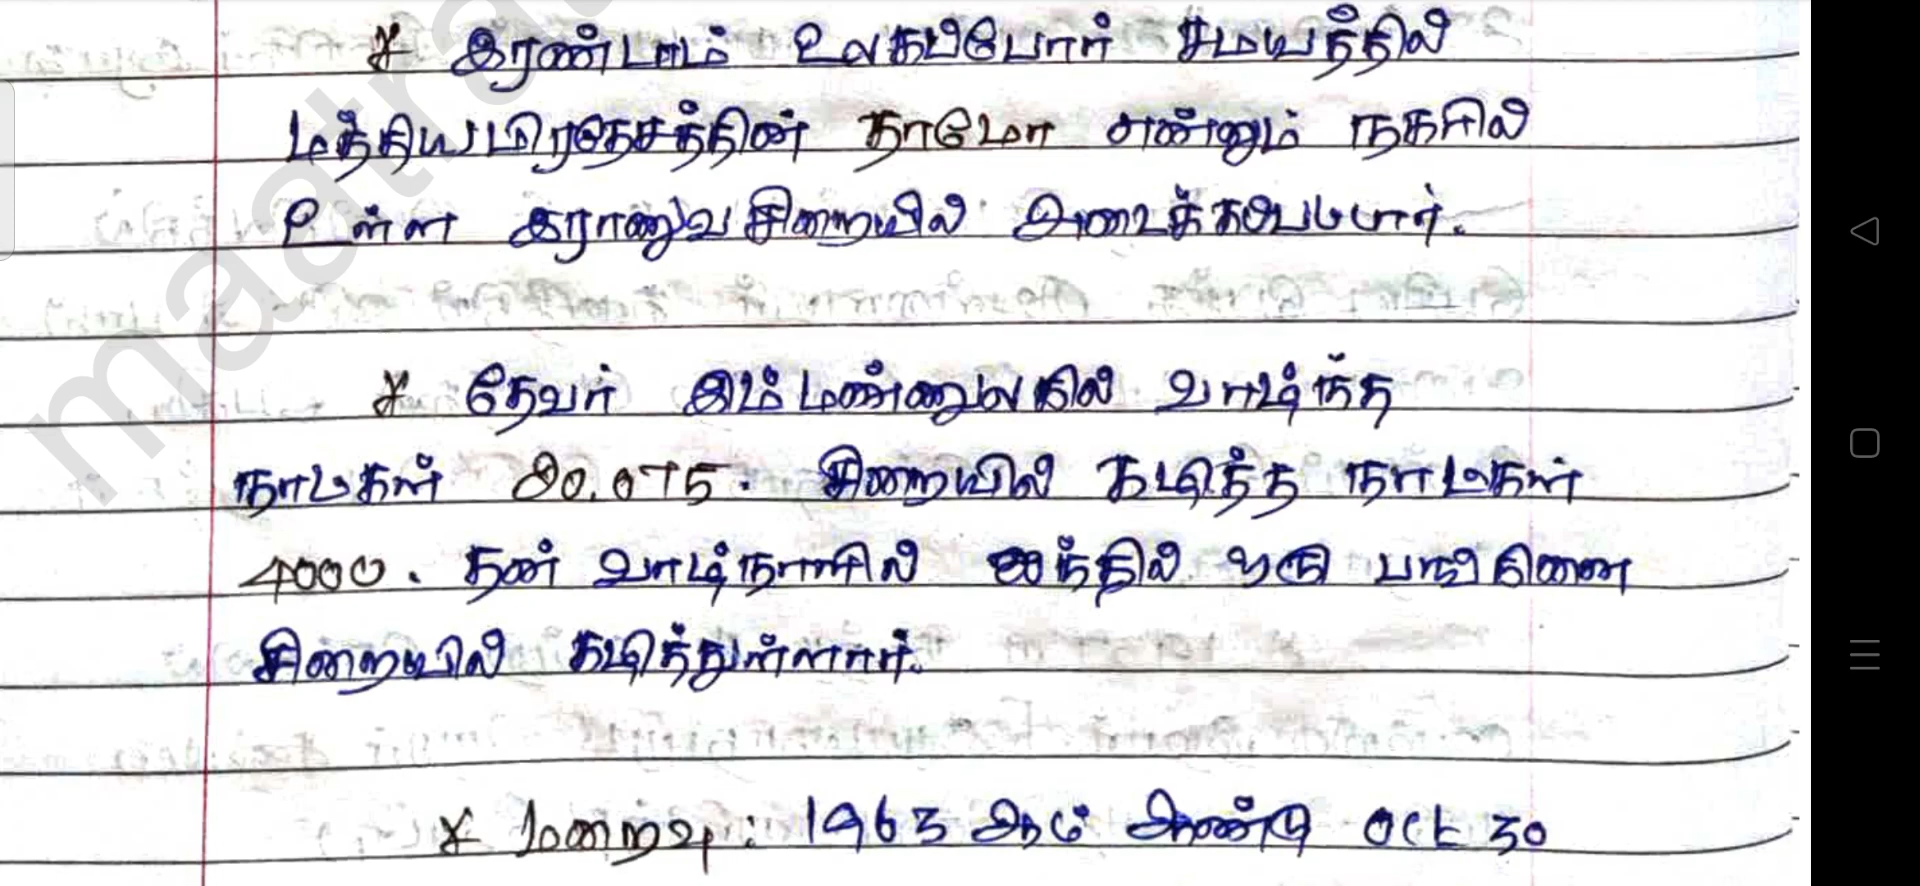 * இரண்டாம் உலகப்போர் சமயத்தில்
மத்தியபிரதேசத்தின் தாமோ என்னும் நகரில்
உள்ள இராணுவ சிறையில் அடைக்கப்பட்டார்.
* தேவர் இம்மண்ணுலகில் வாழ்ந்த
நாட்கள் 20,075. சிறையில் கழித்த நாட்கள்
4000. தன் வாழ்நாளில் ஐந்தில் ஒரு பங்கினை
சிறையில் கழித்துள்ளார்.
* மறைவு : 1963 ஆம் ஆண்டு Oct 30
maatra